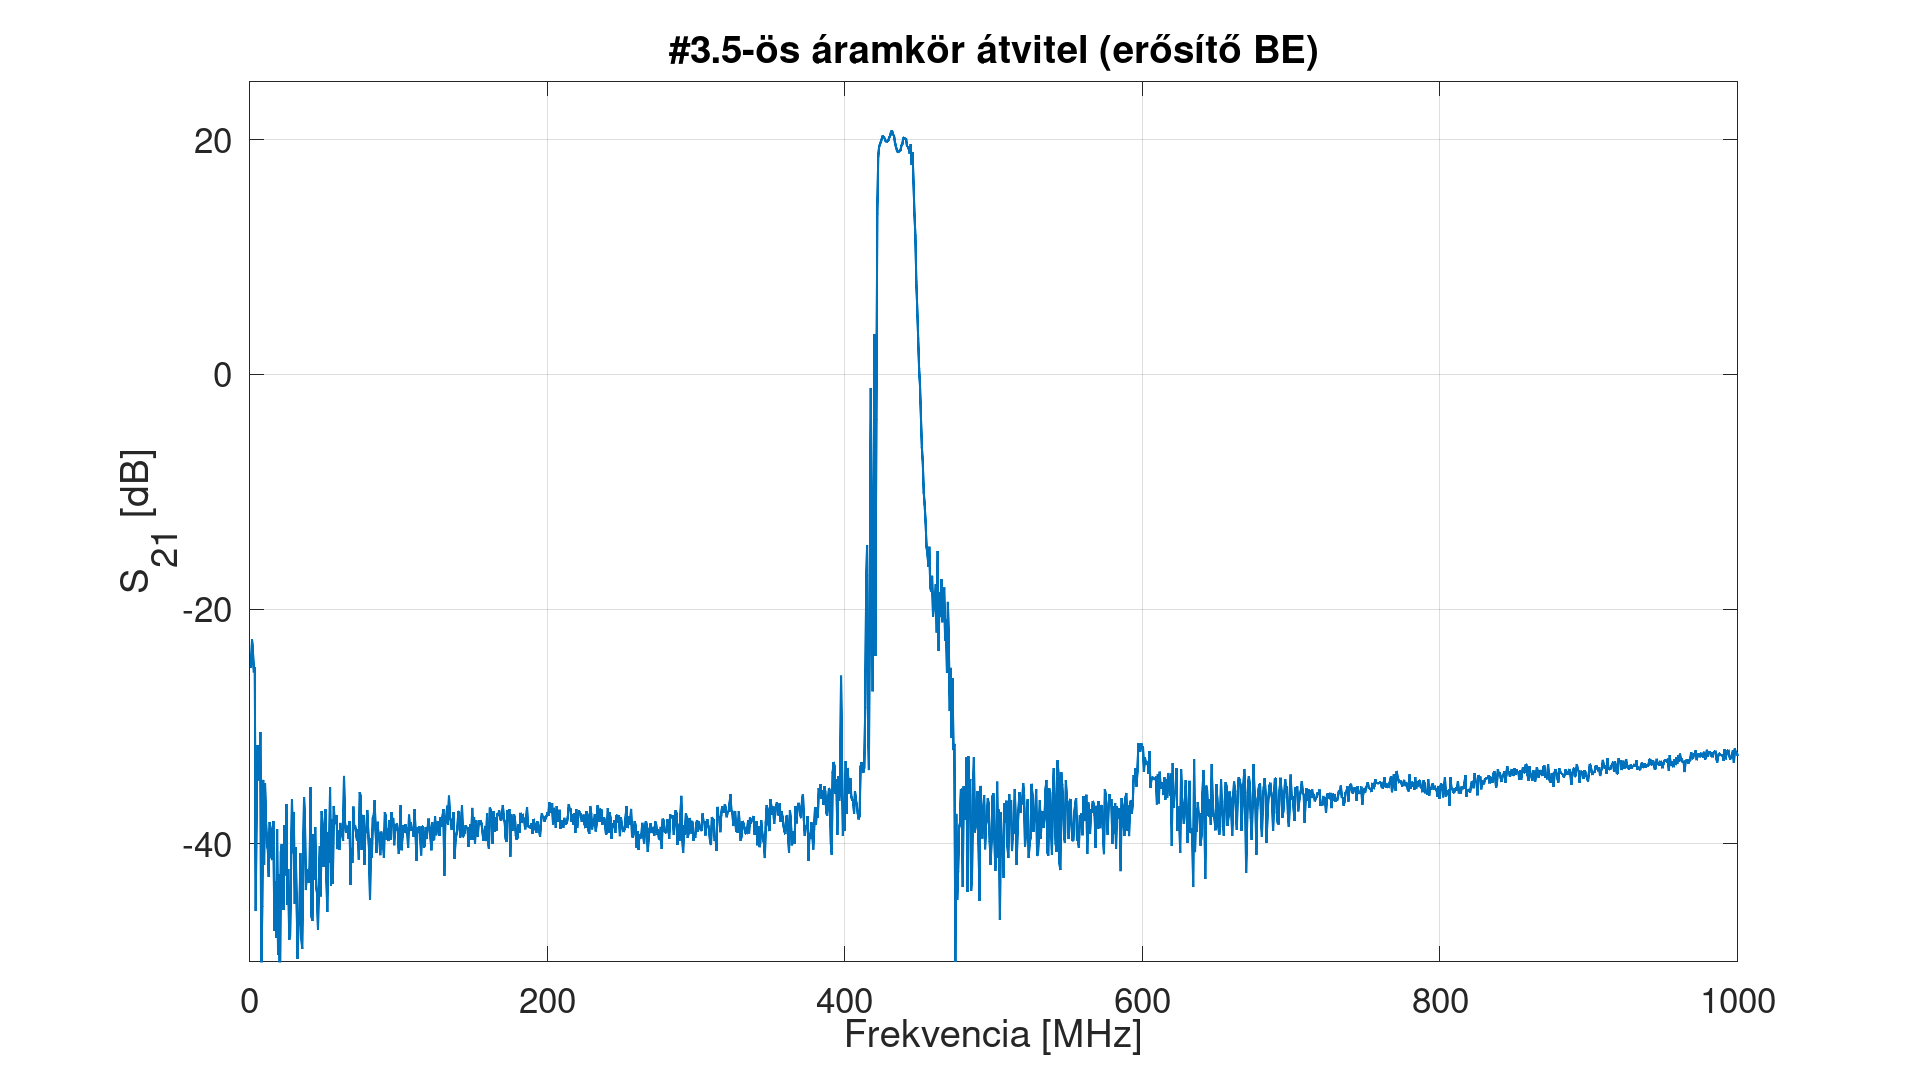 #3.5-ös áramkör átvitel (erősítő BE)
S21 [dB]
20
0
-20
-40
0 200 400 600 800 1000
Frekvencia [MHz]